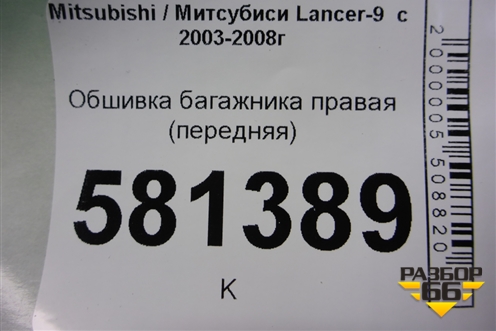 Mitsubishi / Митсубиси Lancer-9 с
2003-2008г
Обшивка багажника правая
(передняя)
581389
К
2000005508820
РАЗБОР
66